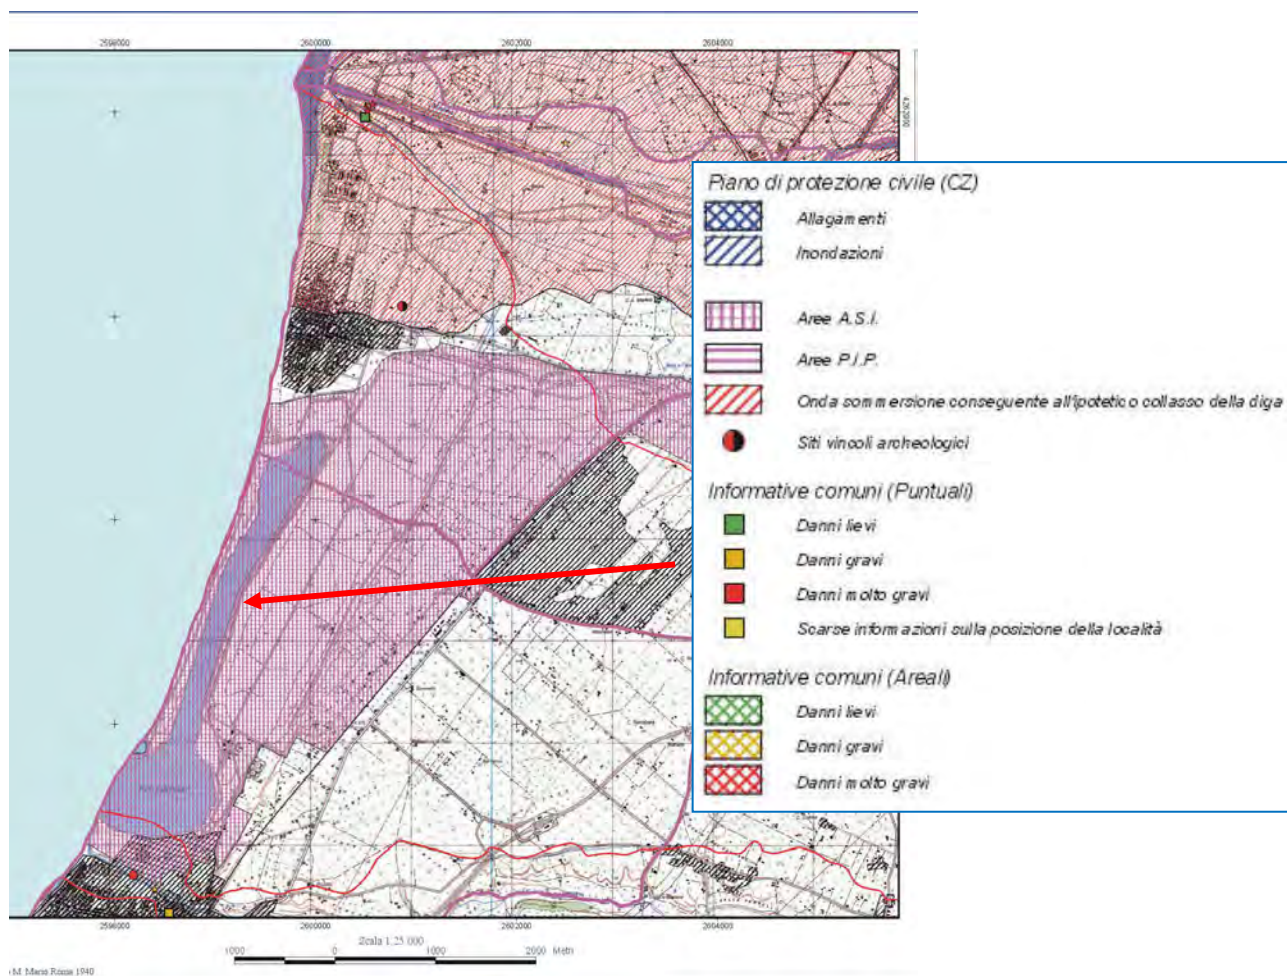 2598000 2600000 2602000 2604000
4262000
Piano di protezione civile (CZ)
Allagamenti
Inondazioni
Aree A.S.I.
Aree P.I.P.
Onda sommersione conseguente all'ipotetico collasso della diga
Siti vincoli archeologici
Informative comuni (Puntuali)
Danni lievi
Danni gravi
Danni molto gravi
Scarse informazioni sulla posizione della località
Informative comuni (Areali)
Danni lievi
Danni gravi
Danni molto gravi
2598000 2600000 2602000 2604000
Scala 1:25.000
1000 0 1000 2000 Metri
M. Mario Roma 1940